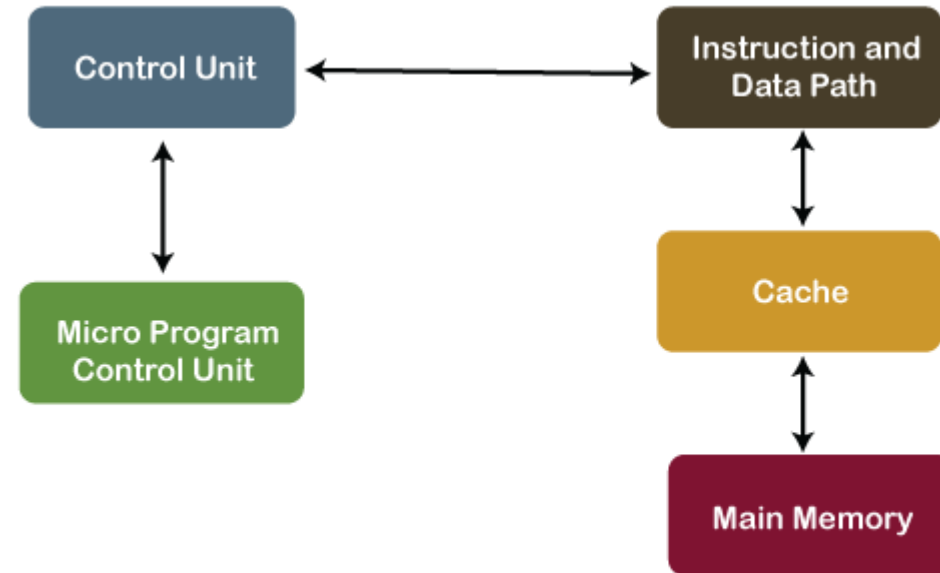 Control Unit
Instruction and
Data Path
Micro Program
Control Unit
Cache
Main Memory